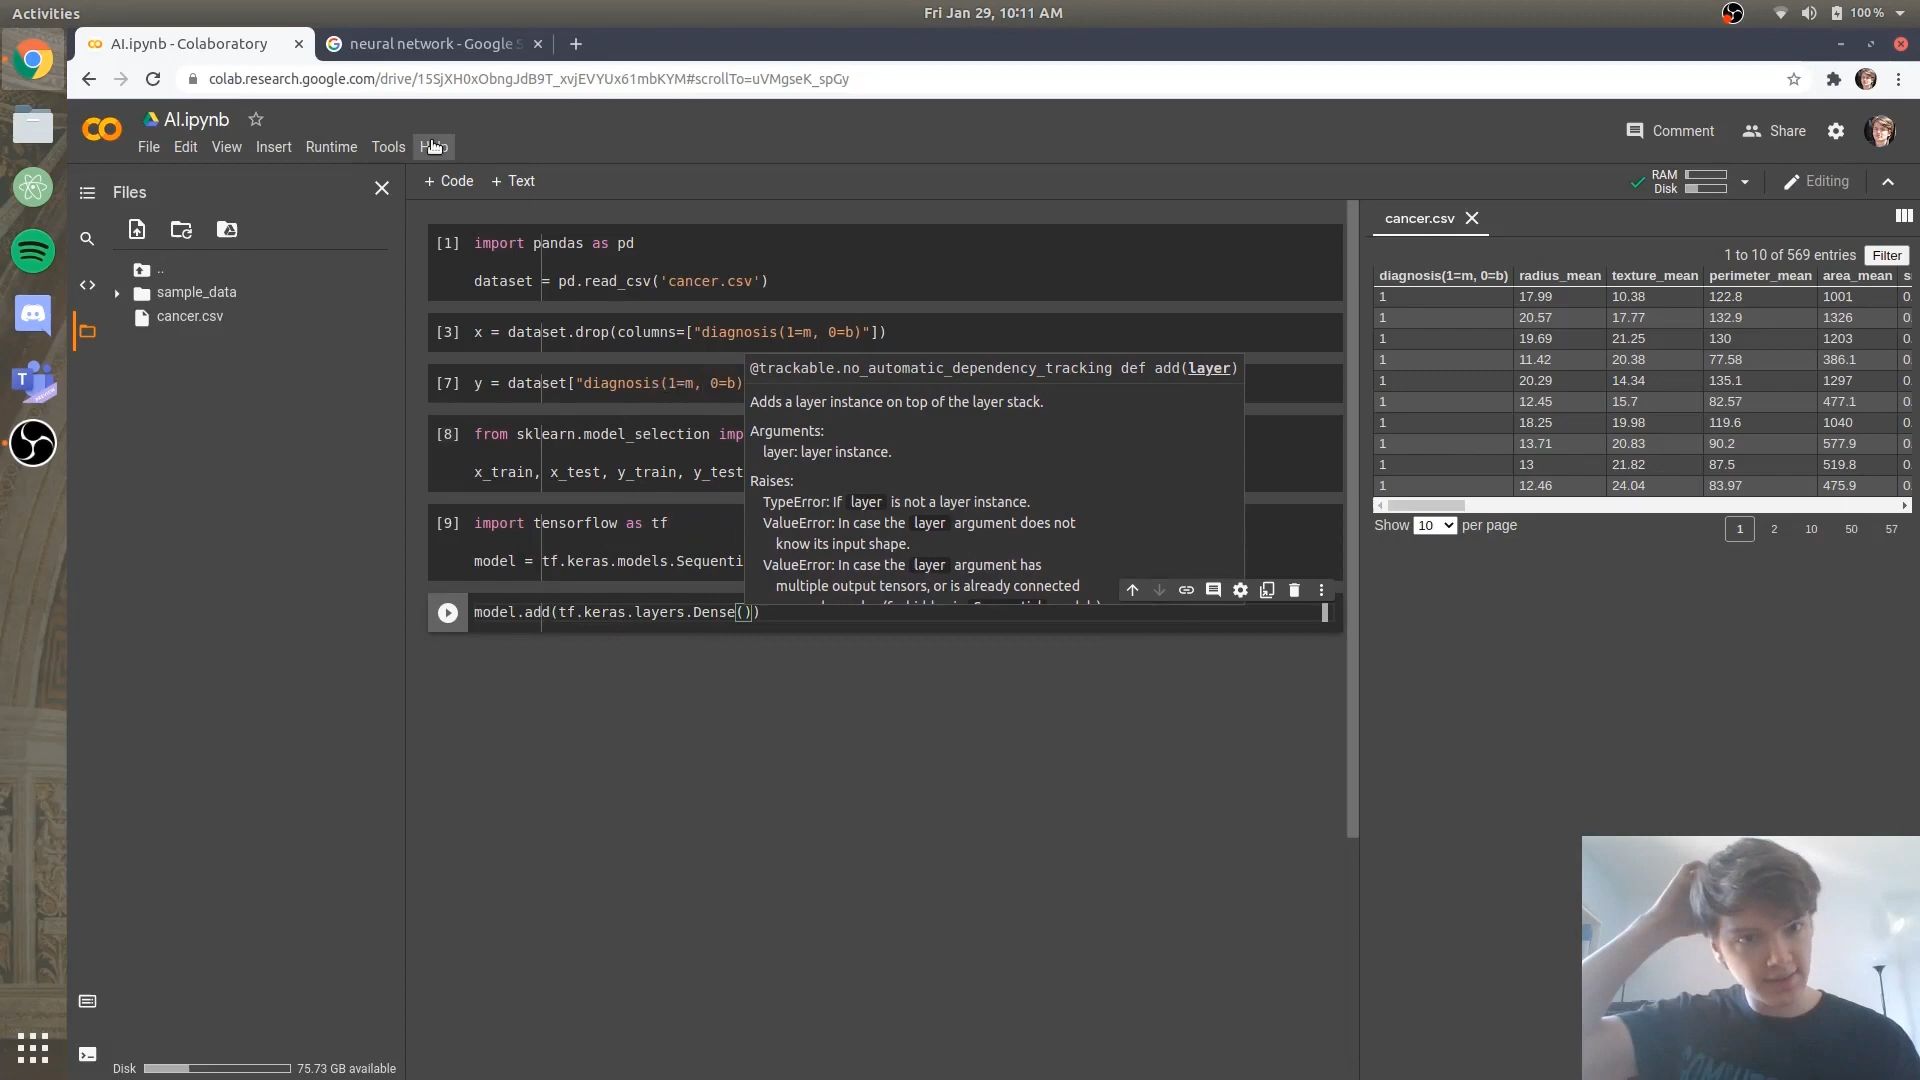 Activities
Fri Jan 29, 10:11 AM
100 %
AI.ipynb - Colaboratory
neural network - Google S
colab.research.google.com/drive/15SjXH0xObngJdB9T_xvjEVYUx61mbKYM#scrollTo=uVMgseK_spGy
AI.ipynb
File Edit View Insert Runtime Tools
Comment
Share
Files
+ Code + Text
RAM
Disk
Editing
..
sample_data
cancer.csv
[1] import pandas as pd
dataset = pd.read_csv('cancer.csv')
[3] x = dataset.drop(columns=["diagnosis(1=m, 0=b)"])
[7] y = dataset["diagnosis(1=m, 0=b)
[8] from sklearn.model_selection imp
x_train, x_test, y_train, y_test
[9] import tensorflow as tf
model = tf.keras.models.Sequenti
model.add(tf.keras.layers.Dense())
@trackable.no_automatic_dependency_tracking def add(layer)
Adds a layer instance on top of the layer stack.
Arguments:
layer: layer instance.
Raises:
TypeError: If layer is not a layer instance.
ValueError: In case the layer argument does not
know its input shape.
ValueError: In case the layer argument has
multiple output tensors, or is already connected
cancer.csv
1 to 10 of 569 entries Filter
diagnosis(1=m, 0=b) radius_mean texture_mean perimeter_mean area_mean s
1 17.99 10.38 122.8 1001 0.
1 20.57 17.77 132.9 1326 0.
1 19.69 21.25 130 1203 0.
1 11.42 20.38 77.58 386.1 0.
1 20.29 14.34 135.1 1297 0.
1 12.45 15.7 82.57 477.1 0.
1 18.25 19.98 119.6 1040 0.
1 13.71 20.83 90.2 577.9 0.
1 13 21.82 87.5 519.8 0.
1 12.46 24.04 83.97 475.9 0.
Show 10 per page
1 2 10 50 57
Disk
75.73 GB available